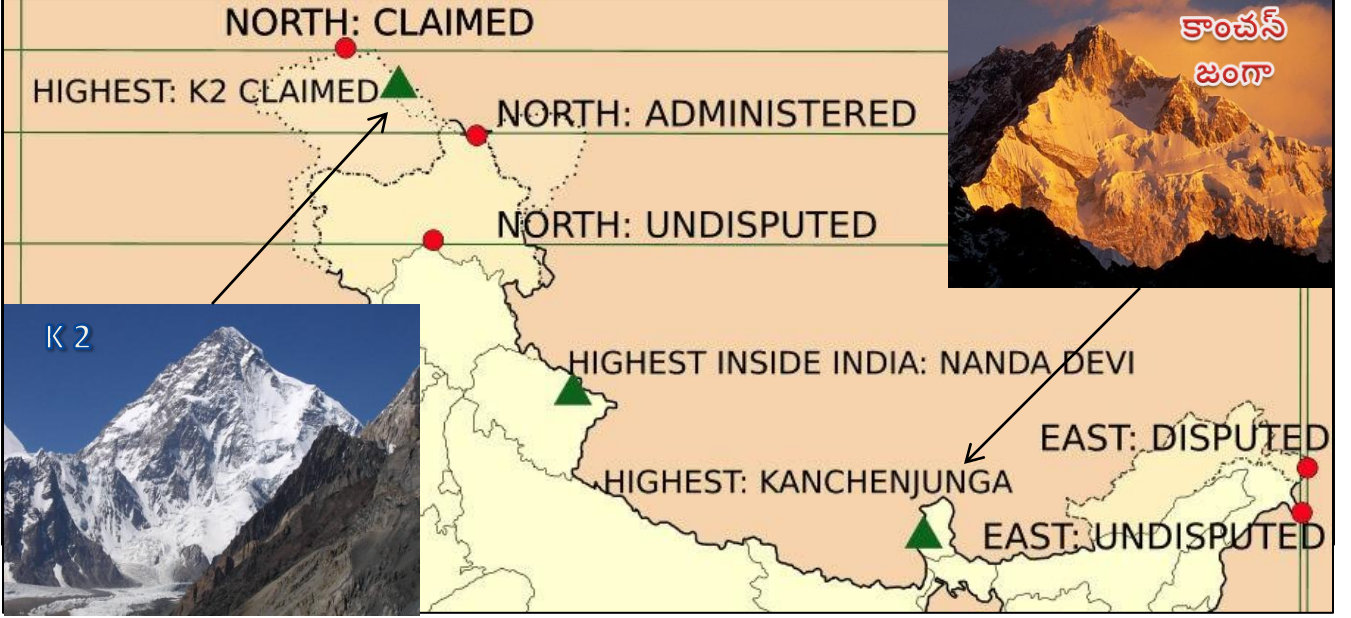 NORTH: CLAIMED
కాంచన్
జంగా
HIGHEST: K2 CLAIMED
NORTH: ADMINISTERED
NORTH: UNDISPUTED
K 2
HIGHEST INSIDE INDIA: NANDA DEVI
EAST: DISPUTED
HIGHEST: KANCHENJUNGA
EAST: UNDISPUTED